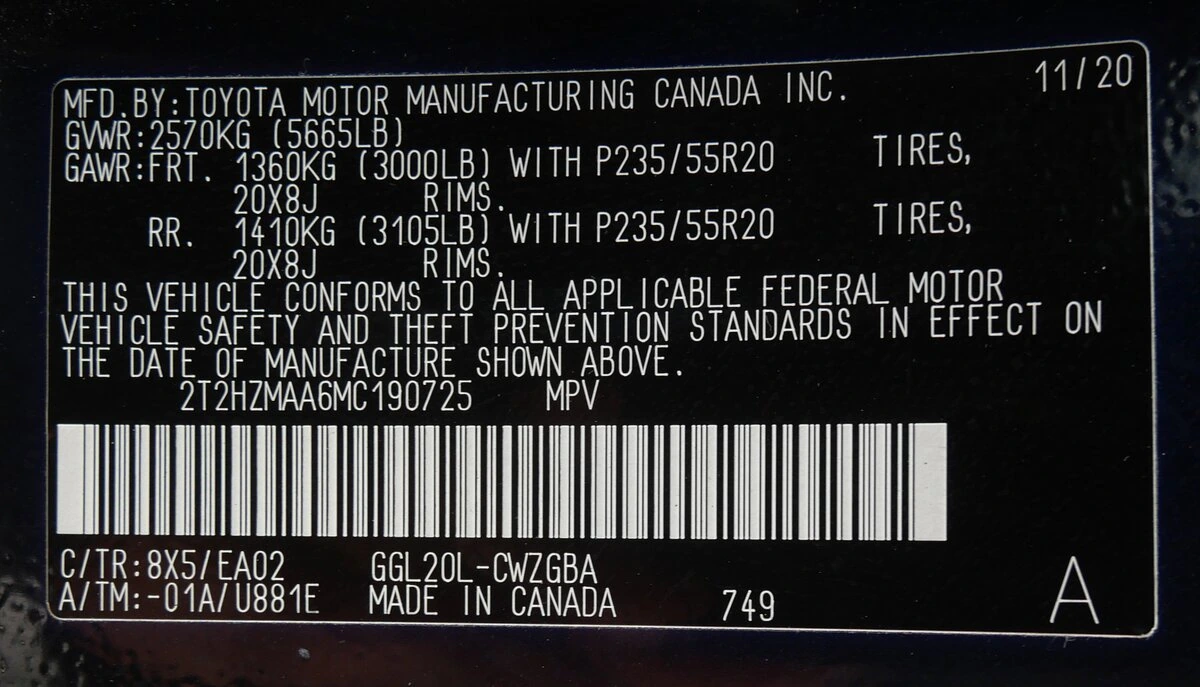 MFD.BY:TOYOTA MOTOR MANUFACTURING CANADA INC. 11/20
GVWR:2570KG (5665LB)
GAWR:FRT. 1360KG (3000LB) WITH P235/55R20 TIRES,
20X8J RIMS.
RR. 1410KG (3105LB) WITH P235/55R20 TIRES,
20X8J RIMS.
THIS VEHICLE CONFORMS TO ALL APPLICABLE FEDERAL MOTOR
VEHICLE SAFETY AND THEFT PREVENTION STANDARDS IN EFFECT ON
THE DATE OF MANUFACTURE SHOWN ABOVE.
2T2HZMAA6MC190725 MPV
C/TR:8X5/EA02 GGL20L-CWZGBA
A/TM:-01A/U881E MADE IN CANADA 749 A